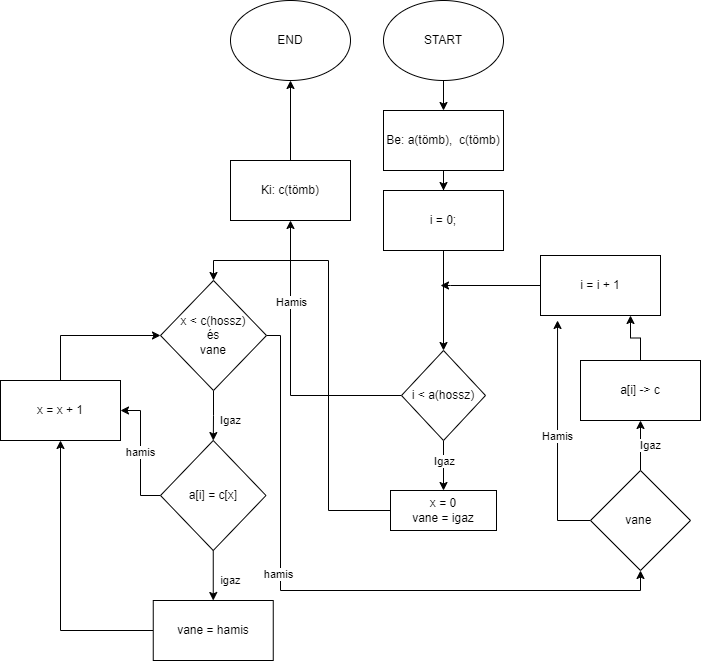 END
START
Be: a(tömb), c(tömb)
Ki: c(tömb)
i = 0;
i = i + 1
Hamis
x < c(hossz)
és
vane
i < a(hossz)
a[i] -> c
x = x + 1
Igaz
hamis
Igaz
Hamis
Igaz
a[i] = c[x]
x = 0
vane = igaz
vane
igaz
hamis
vane = hamis